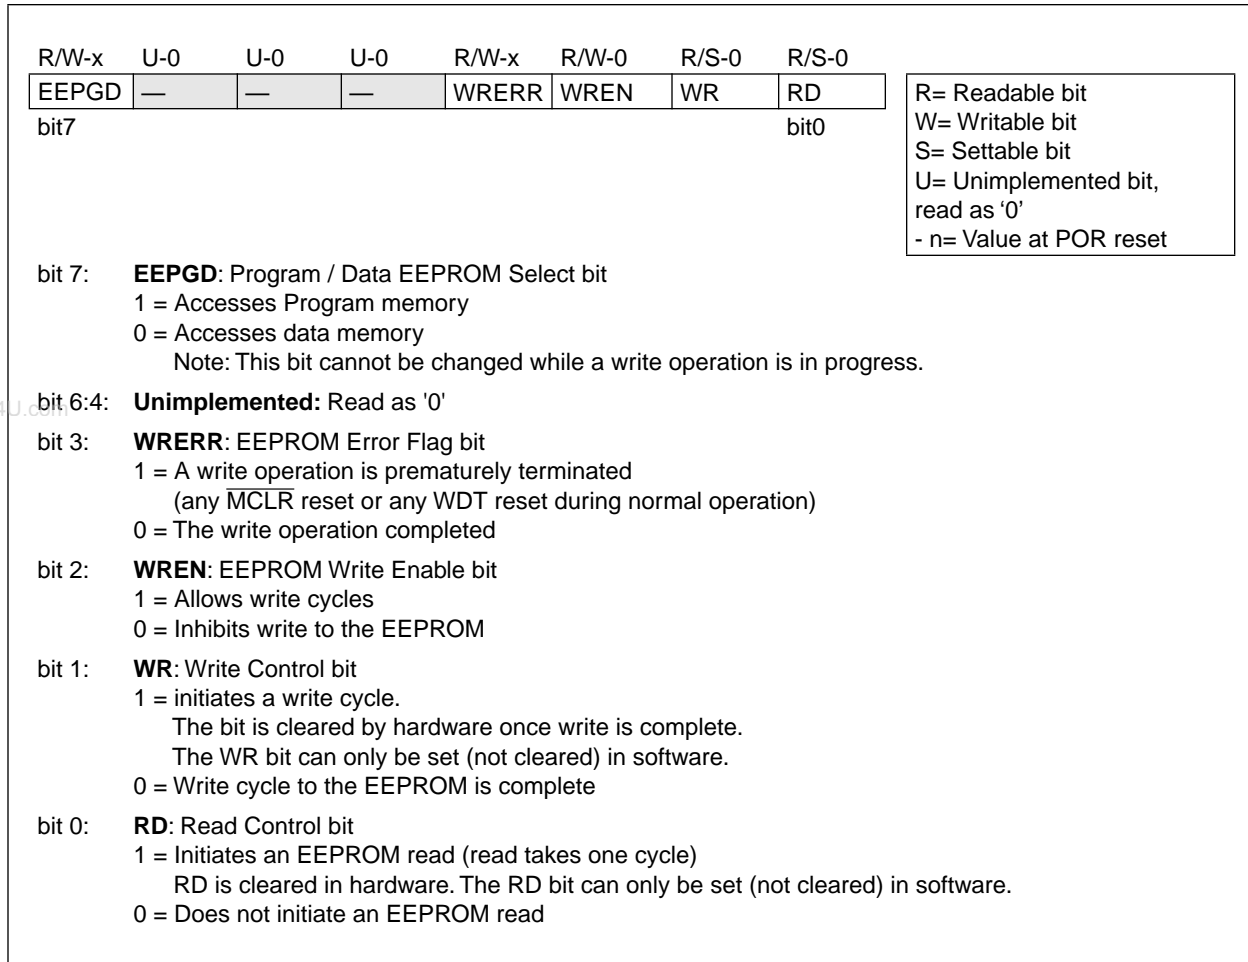 R/W-x U-0 U-0 U-0 R/W-x R/W-0 R/S-0 R/S-0
EEPGD — — — WRERR WREN WR RD
bit7 bit0
R= Readable bit
W= Writable bit
S= Settable bit
U= Unimplemented bit,
read as ‘0’
- n= Value at POR reset
bit 7: EEPGD: Program / Data EEPROM Select bit
1 = Accesses Program memory
0 = Accesses data memory
Note: This bit cannot be changed while a write operation is in progress.
4U.com
bit 6:4: Unimplemented: Read as '0'
bit 3: WRERR: EEPROM Error Flag bit
1 = A write operation is prematurely terminated
(any MCLR reset or any WDT reset during normal operation)
0 = The write operation completed
bit 2: WREN: EEPROM Write Enable bit
1 = Allows write cycles
0 = Inhibits write to the EEPROM
bit 1: WR: Write Control bit
1 = initiates a write cycle.
The bit is cleared by hardware once write is complete.
The WR bit can only be set (not cleared) in software.
0 = Write cycle to the EEPROM is complete
bit 0: RD: Read Control bit
1 = Initiates an EEPROM read (read takes one cycle)
RD is cleared in hardware. The RD bit can only be set (not cleared) in software.
0 = Does not initiate an EEPROM read